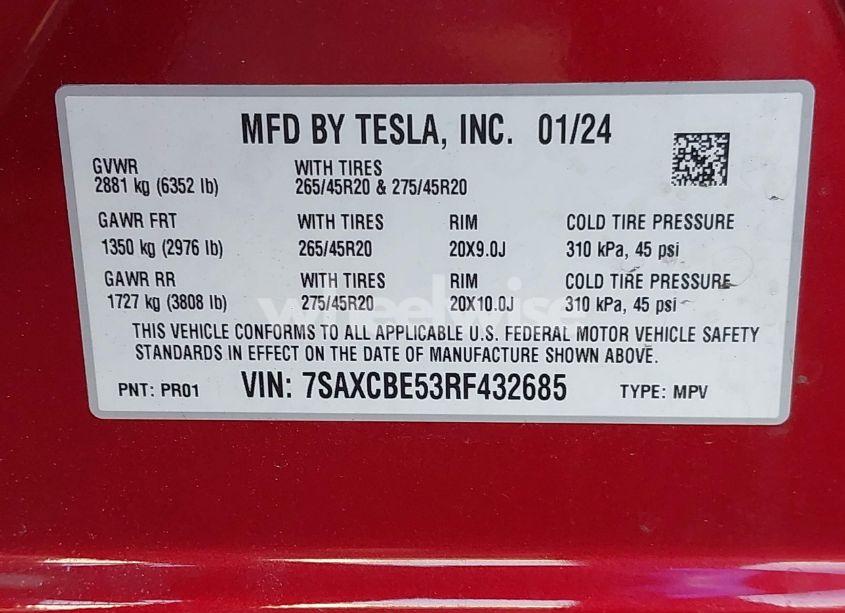 MFD BY TESLA, INC. 01/24
GVWR WITH TIRES
2881 kg (6352 lb) 265/45R20 & 275/45R20
GAWR FRT WITH TIRES RIM COLD TIRE PRESSURE
1350 kg (2976 lb) 265/45R20 20X9.0J 310 kPa, 45 psi
GAWR RR WITH TIRES RIM COLD TIRE PRESSURE
1727 kg (3808 lb) 275/45R20 20X10.0J 310 kPa, 45 psi
wheelwise
THIS VEHICLE CONFORMS TO ALL APPLICABLE U.S. FEDERAL MOTOR VEHICLE SAFETY
STANDARDS IN EFFECT ON THE DATE OF MANUFACTURE SHOWN ABOVE.
PNT: PR01 VIN: 7SAXCBE53RF432685 TYPE: MPV